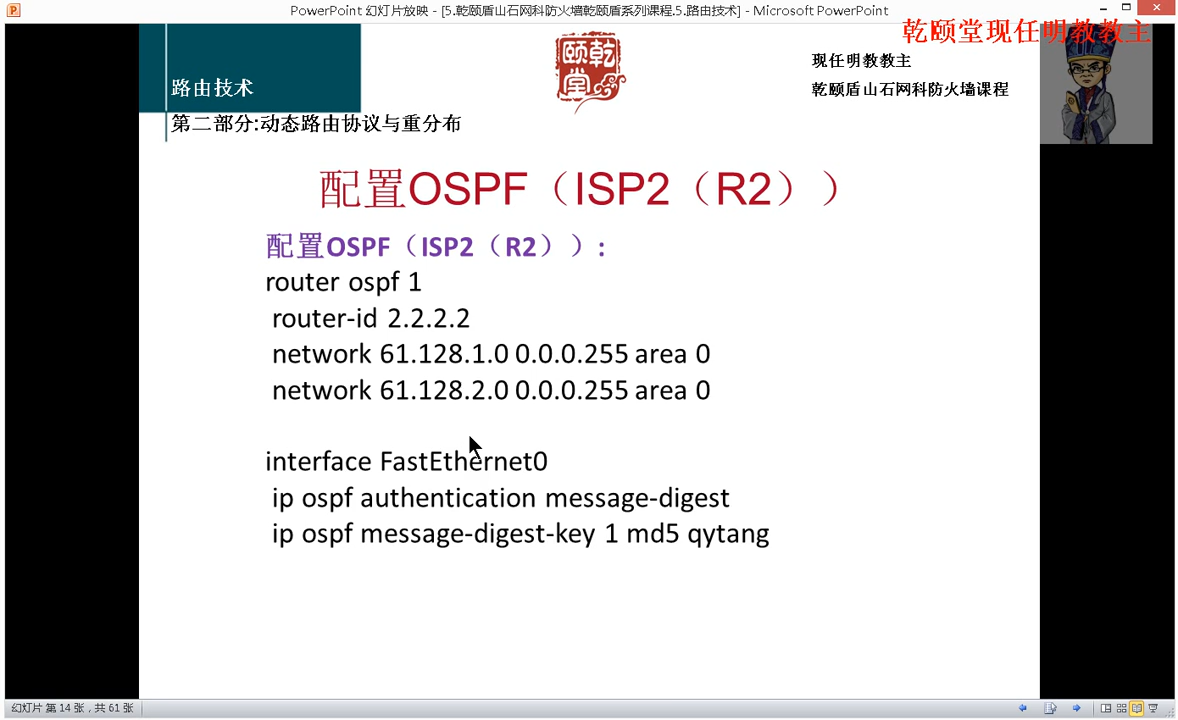 PowerPoint 幻灯片放映 - [5.乾颐盾山石网科防火墙乾颐盾系列课程.5.路由技术] - Microsoft PowerPoint
乾颐堂现任明教教主
路由技术
第二部分:动态路由协议与重分布
乾颐堂
现任明教教主
乾颐盾山石网科防火墙课程
配置OSPF（ISP2（R2））
配置OSPF（ISP2（R2））:
router ospf 1
router-id 2.2.2.2
network 61.128.1.0 0.0.0.255 area 0
network 61.128.2.0 0.0.0.255 area 0
interface FastEthernet0
ip ospf authentication message-digest
ip ospf message-digest-key 1 md5 qytang
幻灯片 第 14 张，共 61 张